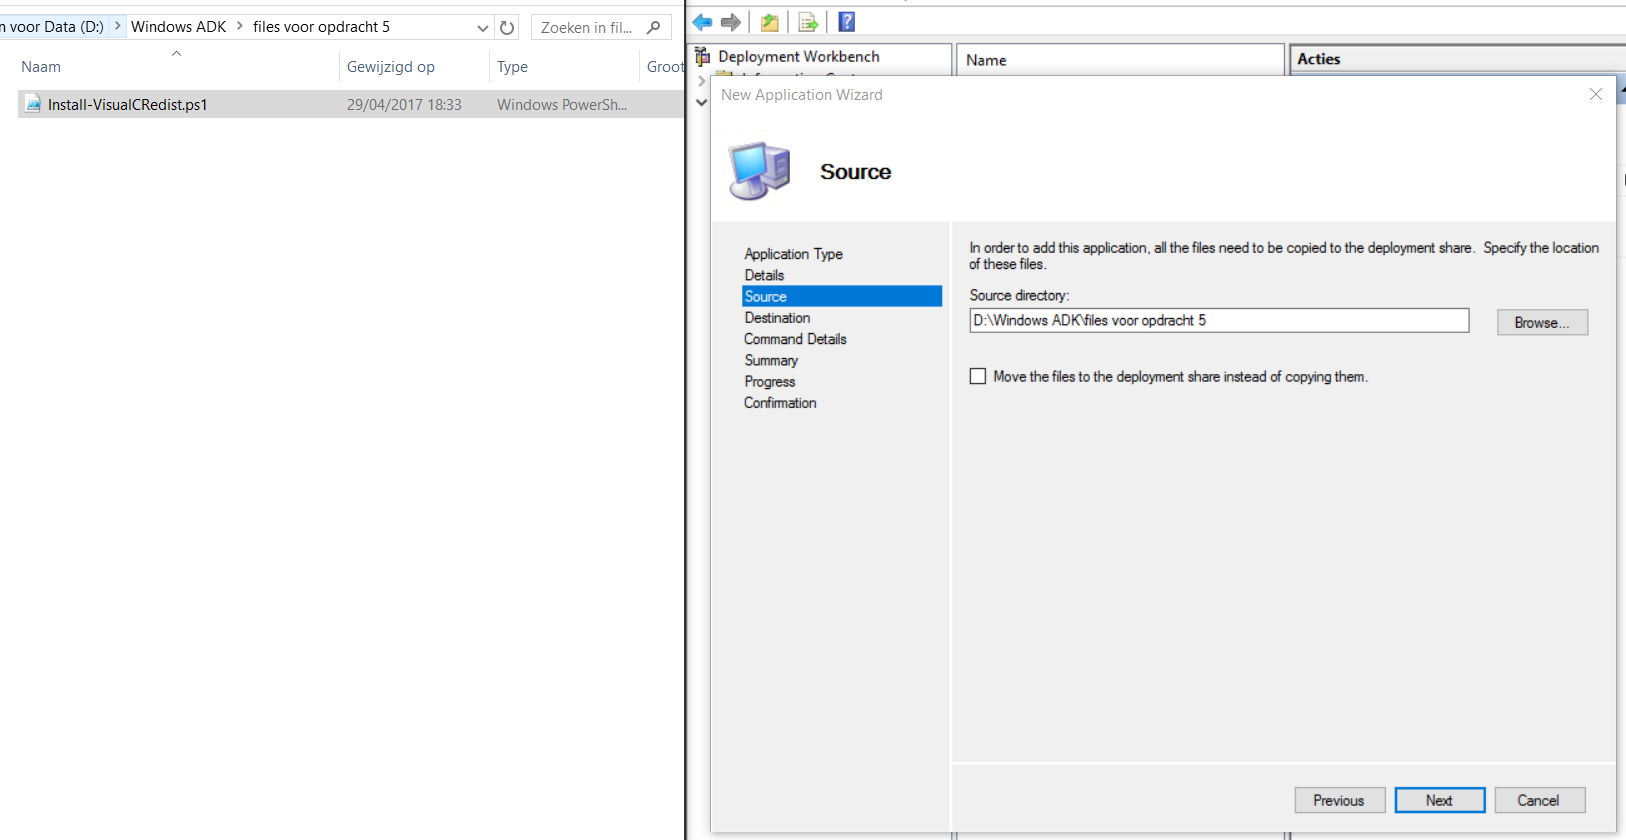 n voor Data (D:) > Windows ADK > files voor opdracht 5
Zoeken in fil...
Naam
Gewijzigd op
Type
Groot
Install-VisualCRedist.ps1
29/04/2017 18:33
Windows PowerSh...
Deployment Workbench
Name
Acties
New Application Wizard
Source
Application Type
Details
Source
Destination
Command Details
Summary
Progress
Confirmation
In order to add this application, all the files need to be copied to the deployment share. Specify the location
of these files.
Source directory:
D:\Windows ADK\files voor opdracht 5
Browse...
Move the files to the deployment share instead of copying them.
Previous
Next
Cancel